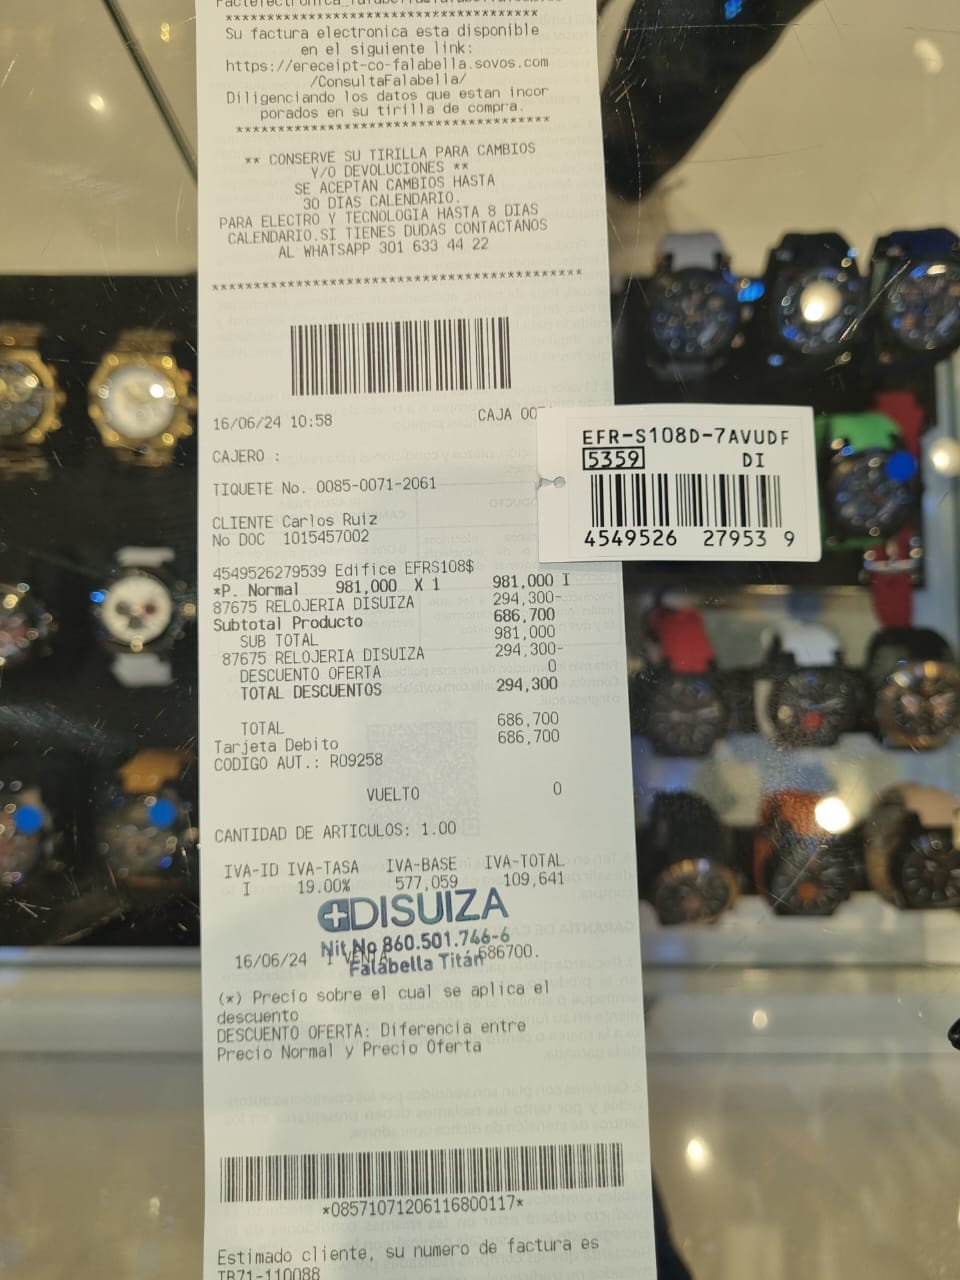 Su factura electronica esta disponible
en el siguiente link:
https://ereceipt-co-falabella.sovos.com
/ConsultaFalabella/
Diligenciando los datos que estan incor
porados en su tirilla de compra.
** CONSERVE SU TIRILLA PARA CAMBIOS
Y/O DEVOLUCIONES **
SE ACEPTAN CAMBIOS HASTA
30 DIAS CALENDARIO.
PARA ELECTRO Y TECNOLOGIA HASTA 8 DIAS
CALENDARIO.SI TIENES DUDAS CONTACTANOS
AL WHATSAPP 301 633 44 22
16/06/24 10:58 CAJA
CAJERO :
TIQUETE No. 0085-0071-2061
CLIENTE Carlos Ruiz
No DOC 1015457002
4549526279539 Edifice EFRS108$
*P. Normal 981,000 X 1 981,000 I
87675 RELOJERIA DISUIZA 294,300-
Subtotal Producto 686,700
SUB TOTAL 981,000
87675 RELOJERIA DISUIZA 294,300-
DESCUENTO OFERTA 0
TOTAL DESCUENTOS 294,300
TOTAL 686,700
Tarjeta Debito 686,700
CODIGO AUT.: R09258
VUELTO 0
CANTIDAD DE ARTICULOS: 1.00
IVA-ID IVA-TASA IVA-BASE IVA-TOTAL
I 19.00% 577,059 109,641
DISUIZA
Nit.No 860.501.746-6
Falabella Titán
16/06/24 1 VENTA 686700.
(*) Precio sobre el cual se aplica el
descuento
DESCUENTO OFERTA: Diferencia entre
Precio Normal y Precio Oferta
*08571071206116800117*
Estimado cliente, su numero de factura es
TB71-110088
EFR-S108D-7AVUDF
5359 DI
4549526 27953 9